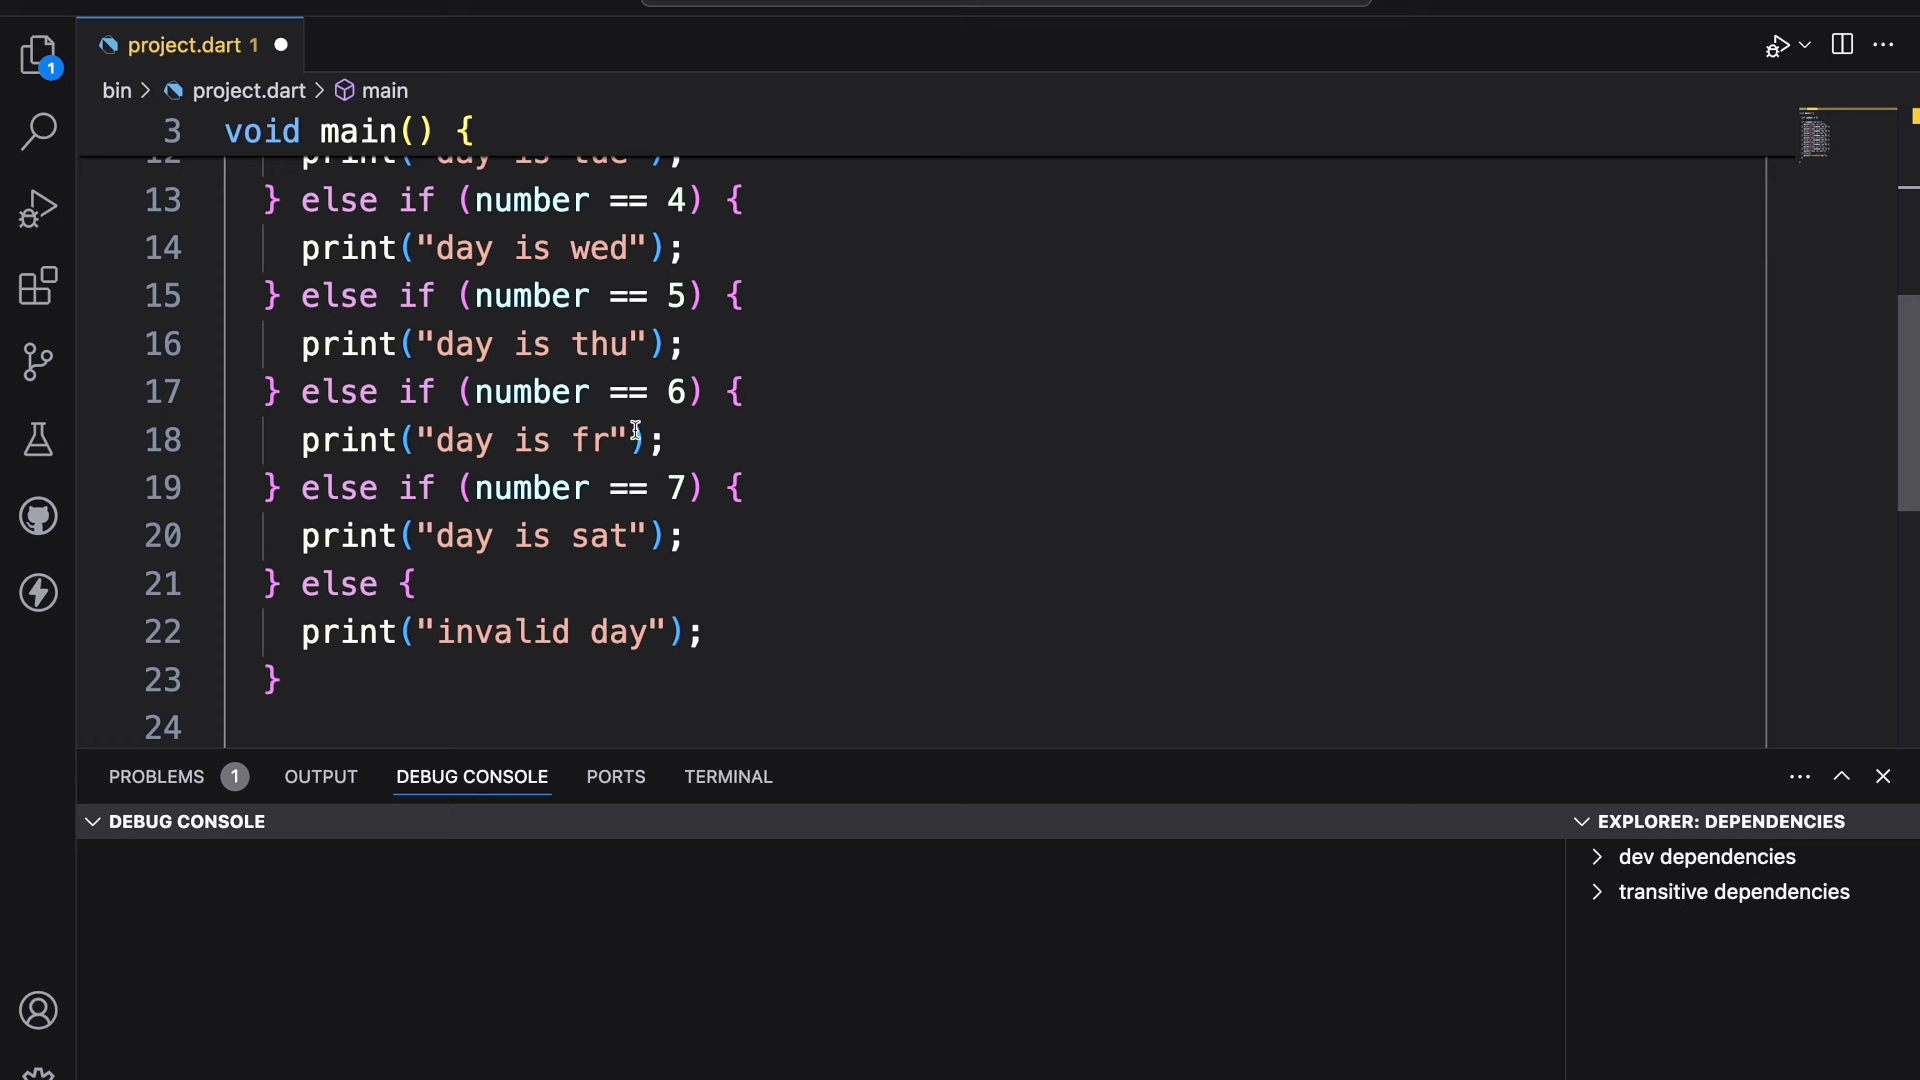 project.dart 1
1
bin > project.dart > main
3 void main() {
12 print("day is tue");
13 } else if (number == 4) {
14 print("day is wed");
15 } else if (number == 5) {
16 print("day is thu");
17 } else if (number == 6) {
18 print("day is fr");
19 } else if (number == 7) {
20 print("day is sat");
21 } else {
22 print("invalid day");
23 }
24
PROBLEMS 1 OUTPUT DEBUG CONSOLE PORTS TERMINAL
DEBUG CONSOLE
EXPLORER: DEPENDENCIES
dev dependencies
transitive dependencies